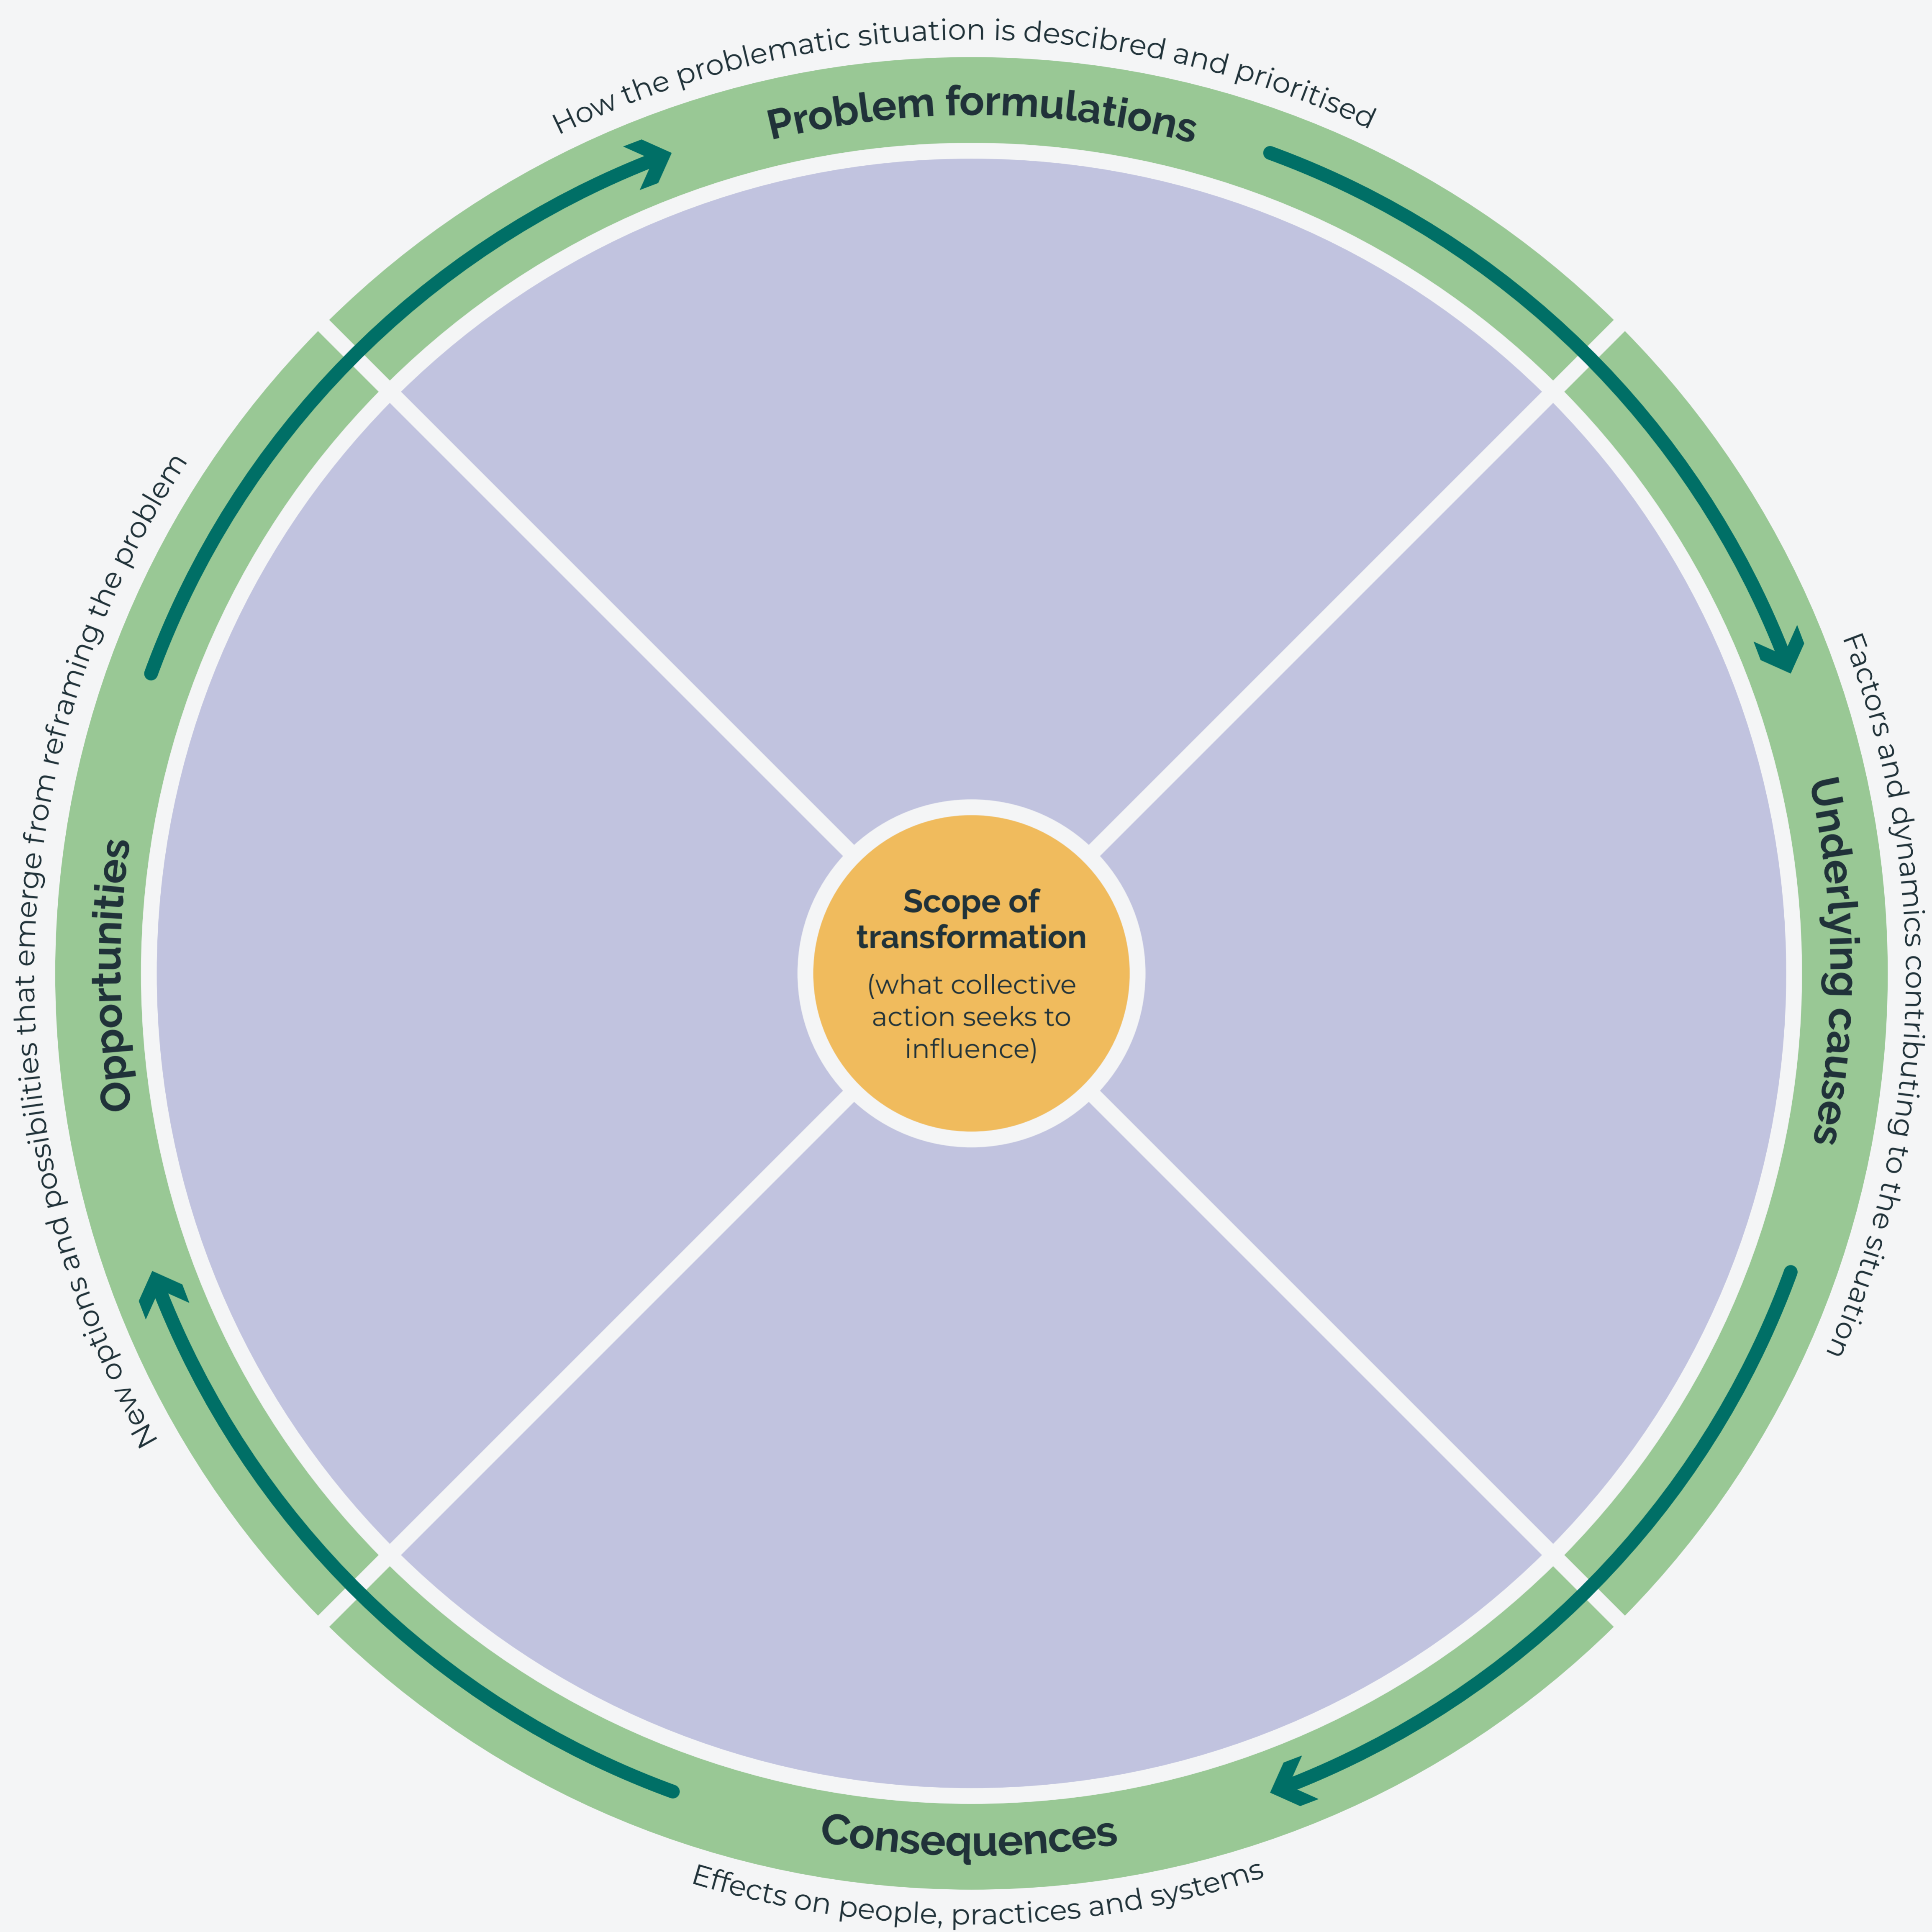 How the problematic situation is descibred and prioritised
Problem formulations
Factors and dynamics contributing to the situation
Underlying causes
Scope of
transformation
(what collective
action seeks to
influence)
Consequences
Effects on people, practices and systems
Opportunities
New options and possibilities that emerge from reframing the problem